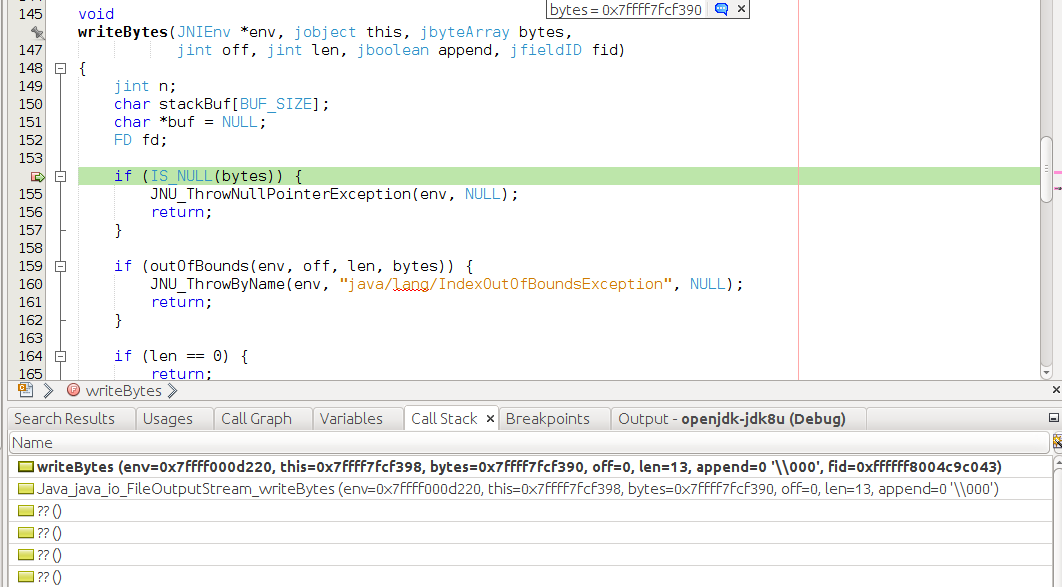 bytes = 0x7ffff7fcf390
145 void
writeBytes(JNIEnv *env, jobject this, jbyteArray bytes,
147 jint off, jint len, jboolean append, jfieldID fid)
148 {
149 jint n;
150 char stackBuf[BUF_SIZE];
151 char *buf = NULL;
152 FD fd;
153
if (IS_NULL(bytes)) {
155 JNU_ThrowNullPointerException(env, NULL);
156 return;
157 }
158
159 if (outOfBounds(env, off, len, bytes)) {
160 JNU_ThrowByName(env, "java/lang/IndexOutOfBoundsException", NULL);
161 return;
162 }
163
164 if (len == 0) {
165 return;
writeBytes
Search Results Usages Call Graph Variables Call Stack Breakpoints Output - openjdk-jdk8u (Debug)
Name
writeBytes (env=0x7ffff000d220, this=0x7ffff7fcf398, bytes=0x7ffff7fcf390, off=0, len=13, append=0 '\\000', fid=0xffffff8004c9c043)
Java_java_io_FileOutputStream_writeBytes (env=0x7ffff000d220, this=0x7ffff7fcf398, bytes=0x7ffff7fcf390, off=0, len=13, append=0 '\\000')
?? ()
?? ()
?? ()
?? ()